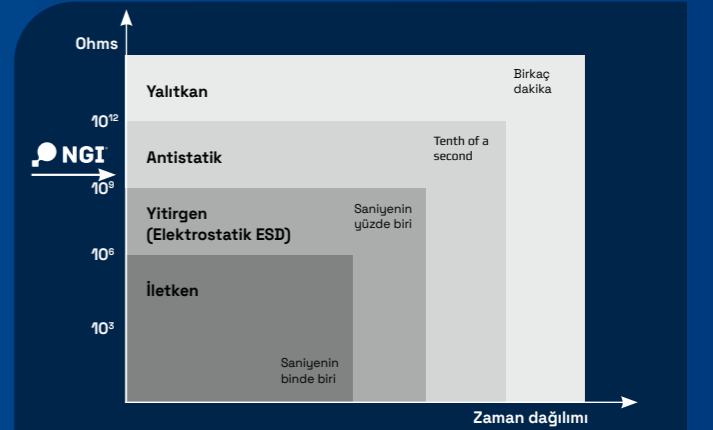 Ohms
Yalıtkan
Birkaç
dakika
10¹²
NGI
Antistatik
Tenth of a
second
10⁹
Yitirgen
(Elektrostatik ESD)
Saniyenin
yüzde biri
10⁶
İletken
10³
Saniyenin
binde biri
Zaman dağılımı